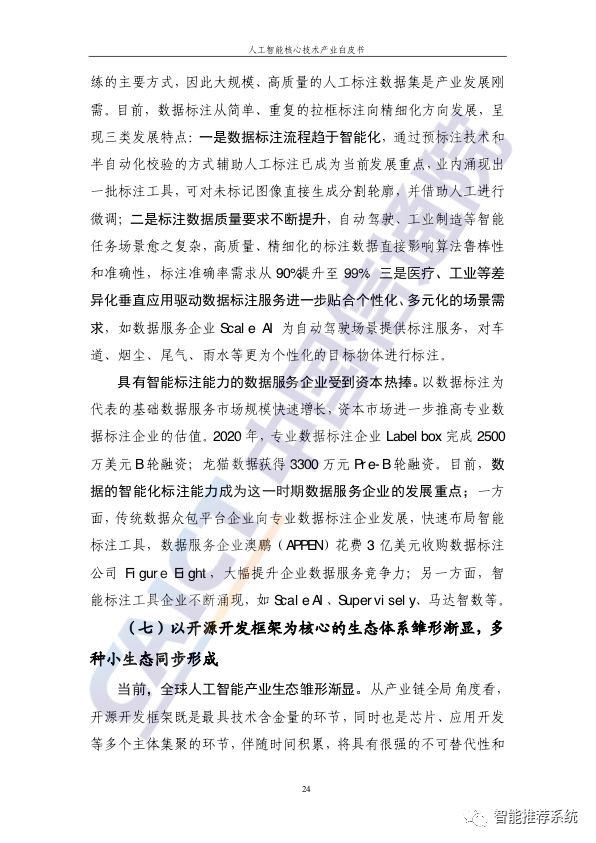 人工智能核心技术产业白皮书
练的主要方式，因此大规模、高质量的人工标注数据集是产业发展刚
需。目前，数据标注从简单、重复的拉框标注向精细化方向发展，呈
现三类发展特点：一是数据标注流程趋于智能化，通过预标注技术和
半自动化校验的方式辅助人工标注已成为当前发展重点，业内涌现出
一批标注工具，可对未标记图像直接生成分割轮廓，并借助人工进行
微调；二是标注数据质量要求不断提升，自动驾驶、工业制造等智能
任务场景愈之复杂，高质量、精细化的标注数据直接影响算法鲁棒性
和准确性，标注准确率需求从 90%提升至 99%。三是医疗、工业等差
异化垂直应用驱动数据标注服务进一步贴合个性化、多元化的场景需
求，如数据服务企业 Scale AI 为自动驾驶场景提供标注服务，对车
道、烟尘、尾气、雨水等更为个性化的目标物体进行标注。
具有智能标注能力的数据服务企业受到资本热捧。以数据标注为
代表的基础数据服务市场规模快速增长，资本市场进一步推高专业数
据标注企业的估值。2020 年，专业数据标注企业 Labelbox 完成 2500
万美元 B 轮融资；龙猫数据获得 3300 万元 Pre-B 轮融资。目前，数
据的智能化标注能力成为这一时期数据服务企业的发展重点；一方
面，传统数据众包平台企业向专业数据标注企业发展，快速布局智能
标注工具，数据服务企业澳鹏（APPEN）花费 3 亿美元收购数据标注
公司 Figure Eight，大幅提升企业数据服务竞争力；另一方面，智
能标注工具企业不断涌现，如 Scale AI、Supervisely、马达智数等。
（七）以开源开发框架为核心的生态体系雏形渐显，多
种小生态同步形成
当前，全球人工智能产业生态雏形渐显。从产业链全局角度看，
开源开发框架既是最具技术含金量的环节，同时也是芯片、应用开发
等多个主体集聚的环节，伴随时间积累，将具有很强的不可替代性和
24
CAICT 中国信通院
智能推荐系统